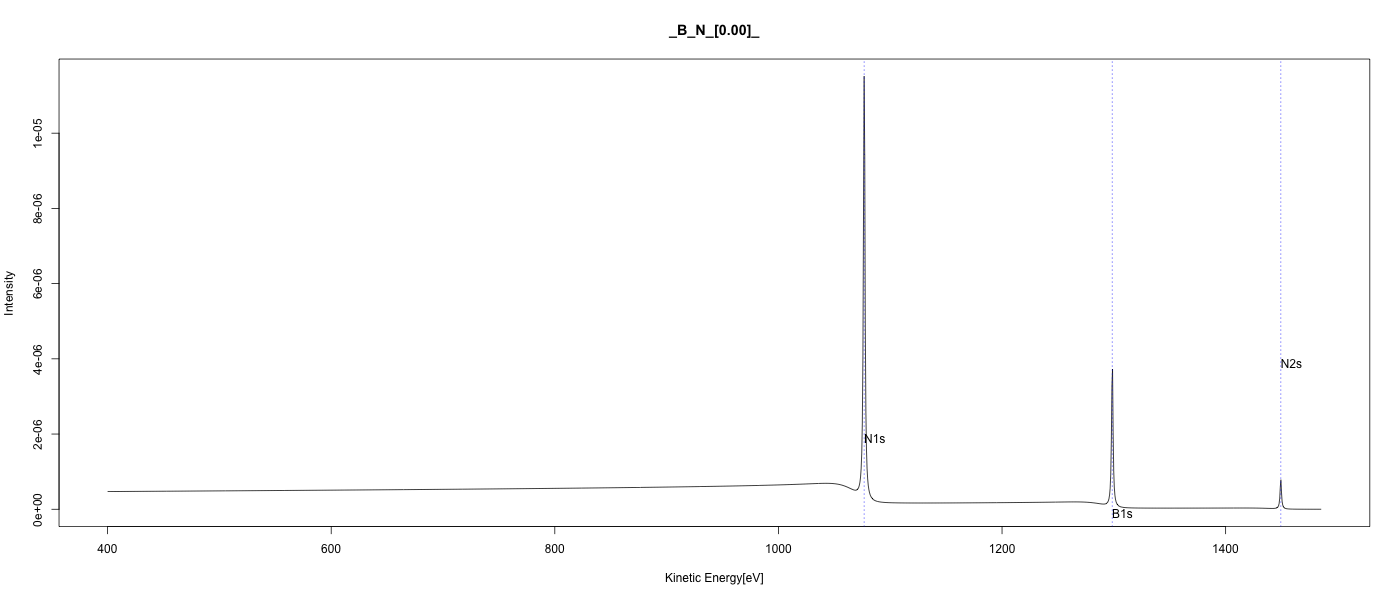 _B_N_[0.00]_
Intensity
1e-05
8e-06
6e-06
4e-06
2e-06
0e+00
N1s
B1s
N2s
400 600 800 1000 1200 1400
Kinetic Energy[eV]